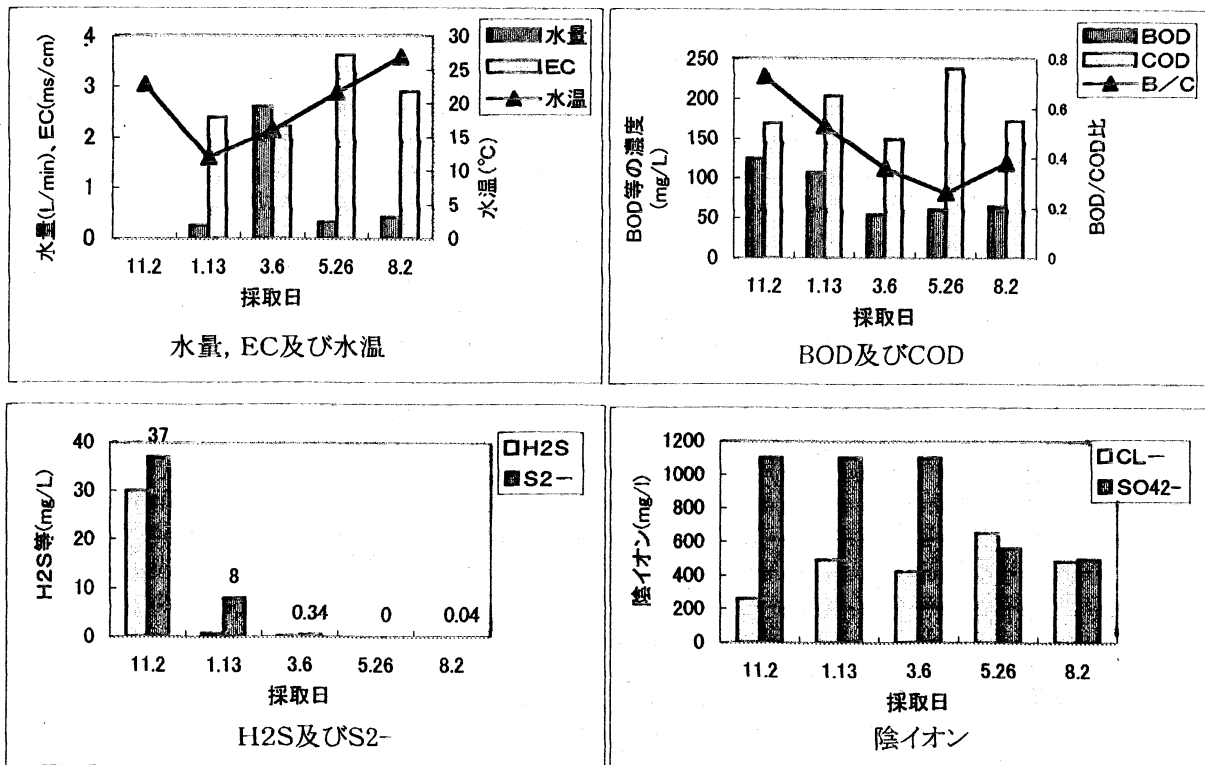 水量(L/min)、EC(ms/cm)
4
3
2
1
0
30
25
20
15
10
5
0
水温(℃)
水量
EC
水温
11.2 1.13 3.6 5.26 8.2
採取日
水量, EC及び水温
BOD等の濃度
(mg/L)
250
200
150
100
50
0
0.8
0.6
0.4
0.2
0
BOD/COD比
BOD
COD
B/C
11.2 1.13 3.6 5.26 8.2
採取日
BOD及びCOD
H2S等(mg/L)
40
30
20
10
0
37
8
0.34
0
0.04
H2S
S2-
11.2 1.13 3.6 5.26 8.2
採取日
H2S及びS2-
陰イオン(mg/l)
1200
1000
800
600
400
200
0
CL-
SO42-
11.2 1.13 3.6 5.26 8.2
採取日
陰イオン